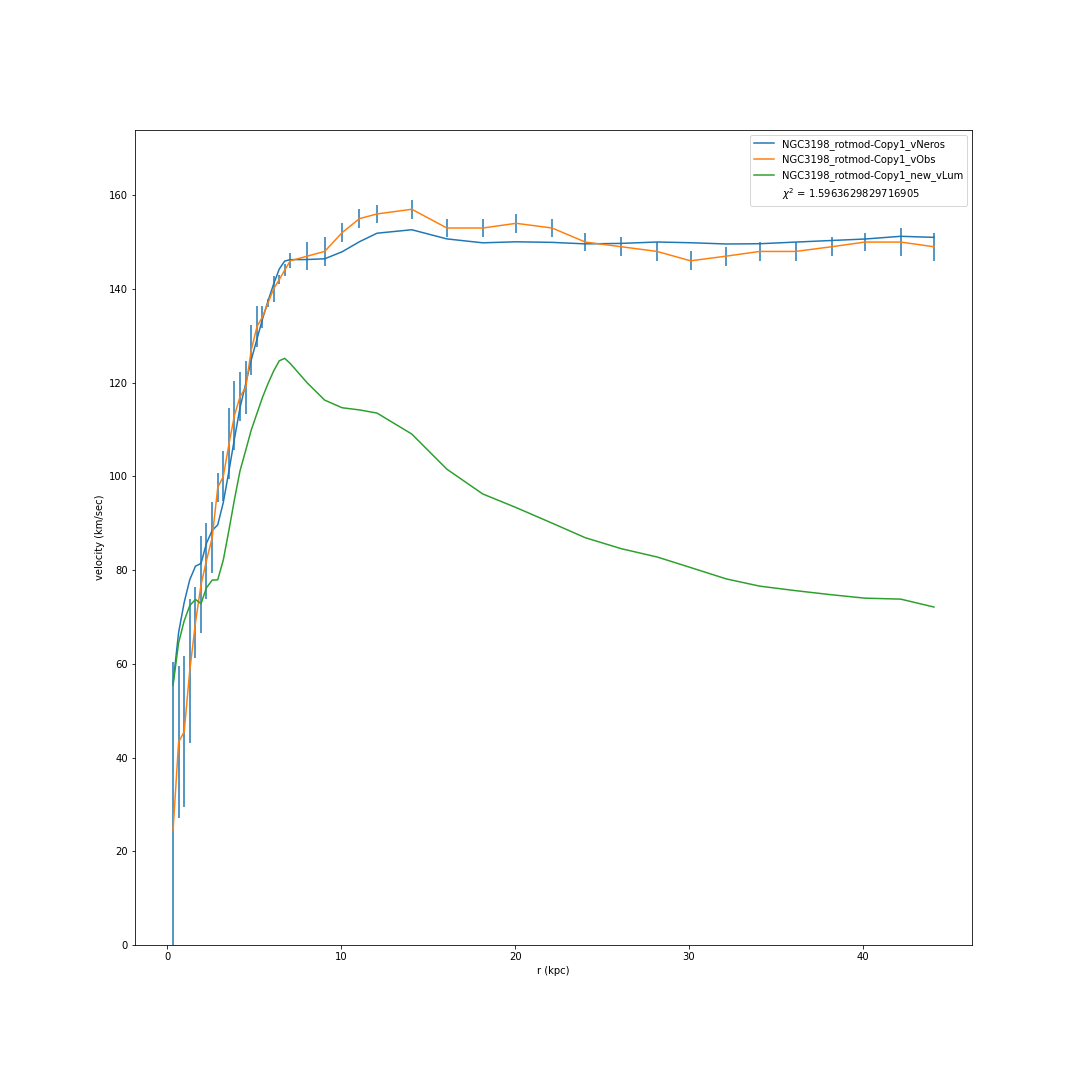 NGC3198_rotmod-Copy1_vNeros
NGC3198_rotmod-Copy1_vObs
NGC3198_rotmod-Copy1_new_vLum
χ² = 1.5963629829716905
160
140
120
100
80
60
40
20
0
velocity (km/sec)
0 10 20 30 40
r (kpc)